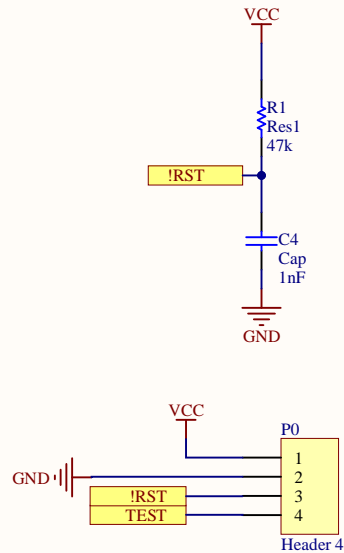 VCC
R1
Res1
47k
!RST
C4
Cap
1nF
GND
VCC
P0
1
GND
2
!RST
3
TEST
4
Header 4